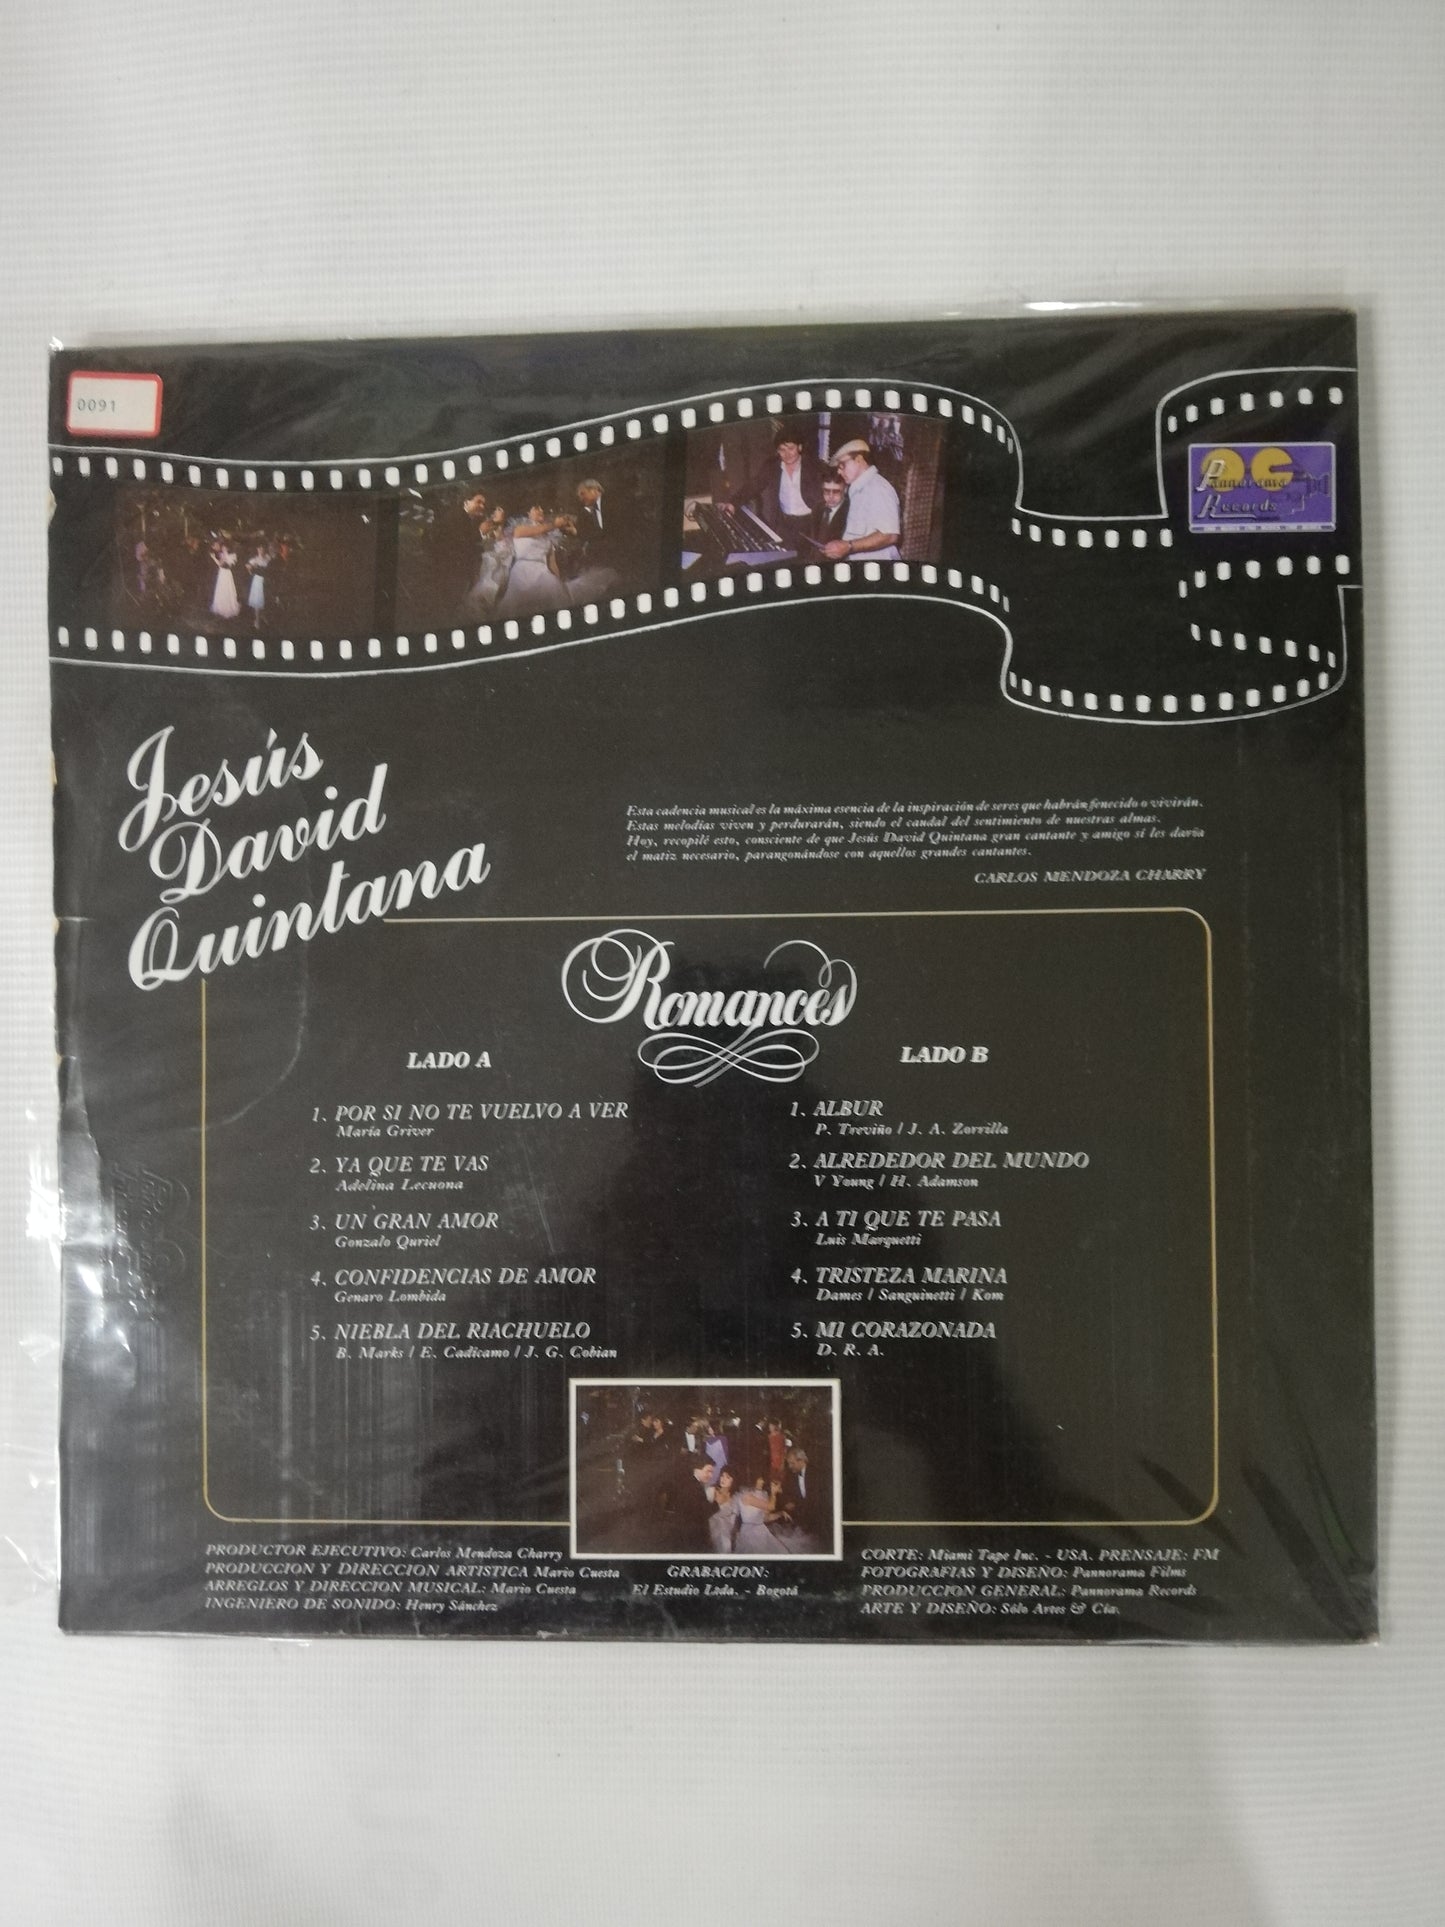 0091
Pannorama
Records
Jesús
David
Quintana
Esta cadencia musical es la máxima esencia de la inspiración de seres que habrán fenecido o vivirán.
Estas melodías viven y perdurarán, siendo el caudal del sentimiento de nuestras almas.
Hoy, recopilé esto, consciente de que Jesús David Quintana gran cantante y amigo sí les daría
el matiz necesario, parangonándose con aquellos grandes cantantes.
CARLOS MENDOZA CHARRY
Romances
LADO A
1. POR SI NO TE VUELVO A VER
María Griver
2. YA QUE TE VAS
Adelina Lecuona
3. UN GRAN AMOR
Gonzalo Quriel
4. CONFIDENCIAS DE AMOR
Genaro Lombida
5. NIEBLA DEL RIACHUELO
B. Marks / E. Cadícamo / J. G. Cobian
LADO B
1. ALBUR
P. Treviño / J. A. Zorrilla
2. ALREDEDOR DEL MUNDO
V Young / H. Adamson
3. A TI QUE TE PASA
Luis Marquetti
4. TRISTEZA MARINA
Dames / Sanguinetti / Kom
5. MI CORAZONADA
D. R. A.
PRODUCTOR EJECUTIVO: Carlos Mendoza Charry
PRODUCCION Y DIRECCION ARTISTICA Mario Cuesta
ARREGLOS Y DIRECCION MUSICAL: Mario Cuesta
INGENIERO DE SONIDO: Henry Sánchez
GRABACION:
El Estudio Ltda. - Bogotá
CORTE: Miami Tape Inc. - USA. PRENSAJE: FM
FOTOGRAFIAS Y DISEÑO: Pannorama Films
PRODUCCION GENERAL: Pannorama Records
ARTE Y DISEÑO: Sólo Artes & Cía.